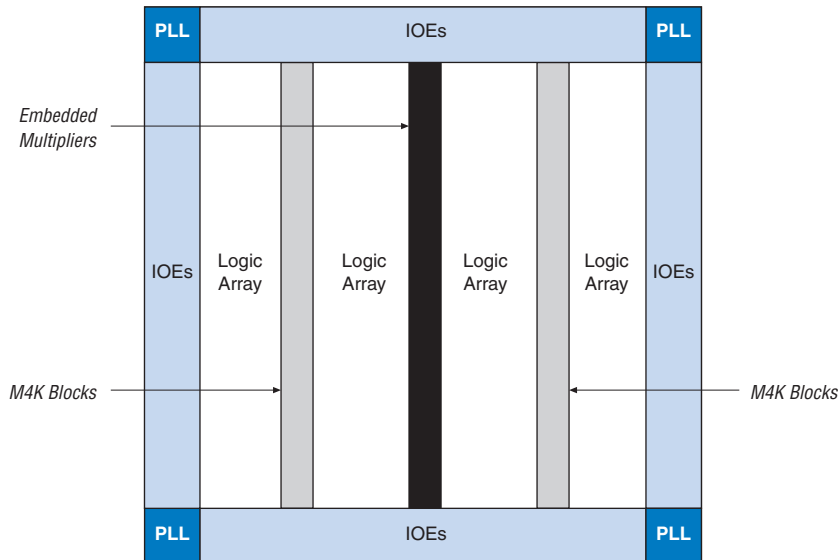 PLL
IOEs
PLL
Embedded
Multipliers
IOEs
Logic
Array
Logic
Array
Logic
Array
Logic
Array
IOEs
M4K Blocks
M4K Blocks
PLL
IOEs
PLL